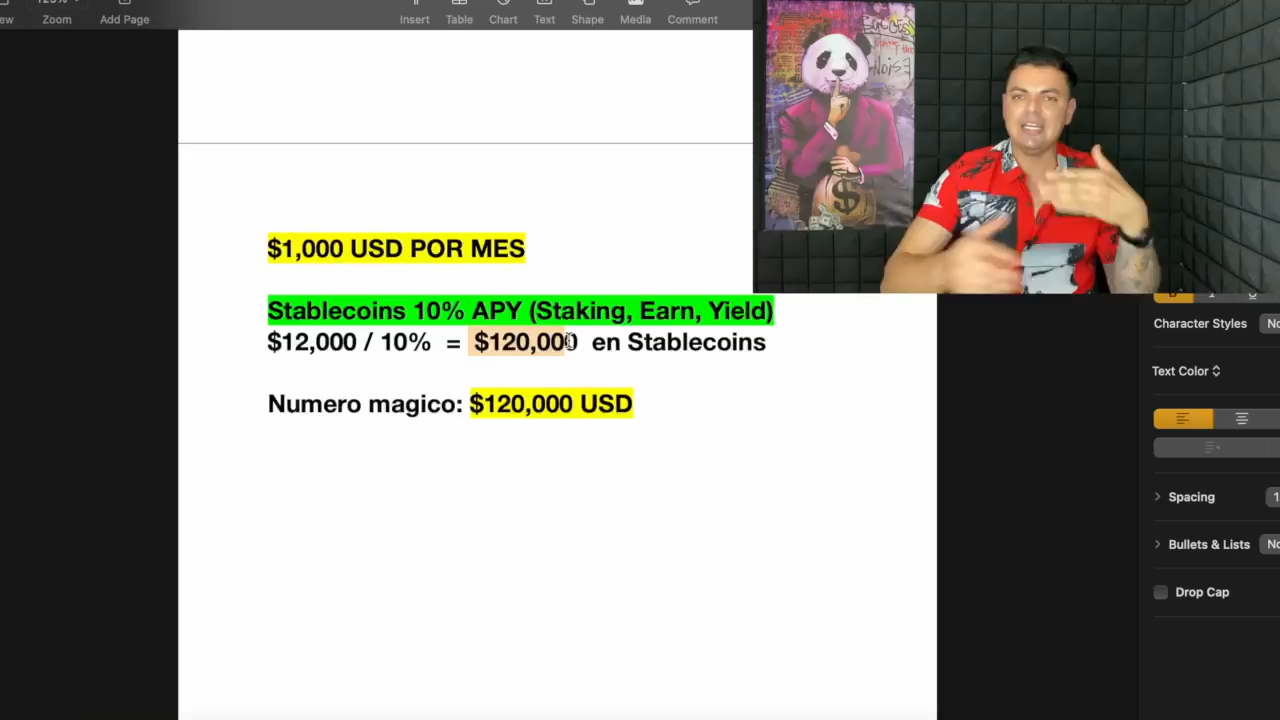 Zoom
Add Page
Insert
Table
Chart
Text
Shape
Media
Comment
$1,000 USD POR MES
Stablecoins 10% APY (Staking, Earn, Yield)
$12,000 / 10% = $120,000 en Stablecoins
Numero magico: $120,000 USD
NOISE
$
Character Styles
Text Color
Spacing
Bullets & Lists
Drop Cap